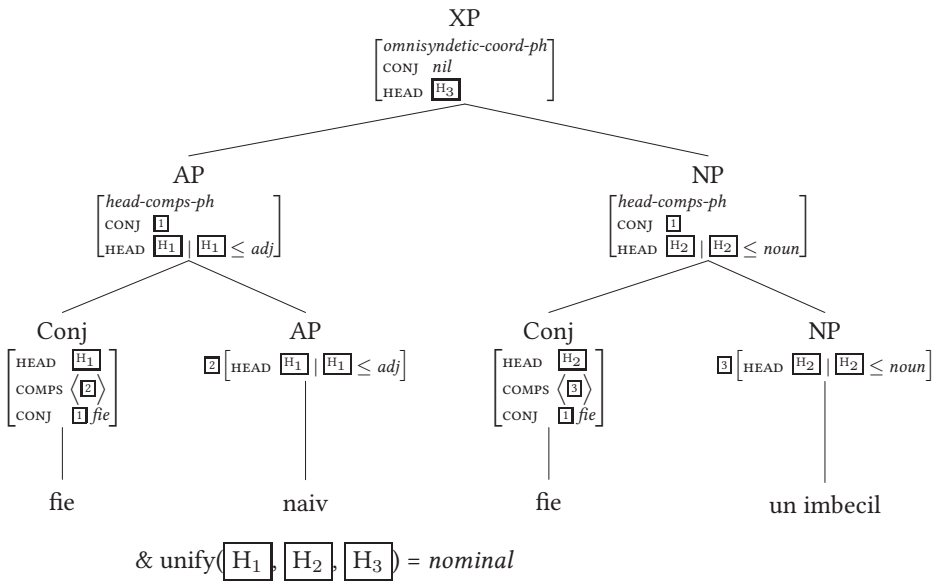 XP
omnisyndetic-coord-ph
CONJ nil
HEAD H3
AP NP
head-comps-ph head-comps-ph
CONJ 1 CONJ 1
HEAD H1 | H1 ≤ adj HEAD H2 | H2 ≤ noun
Conj AP Conj NP
HEAD H1 2 [HEAD H1 | H1 ≤ adj] HEAD H2 3 [HEAD H2 | H2 ≤ noun]
COMPS ⟨2⟩ COMPS ⟨3⟩
CONJ 1 fie CONJ 1 fie
fie naiv fie un imbecil
& unify(H1, H2, H3) = nominal